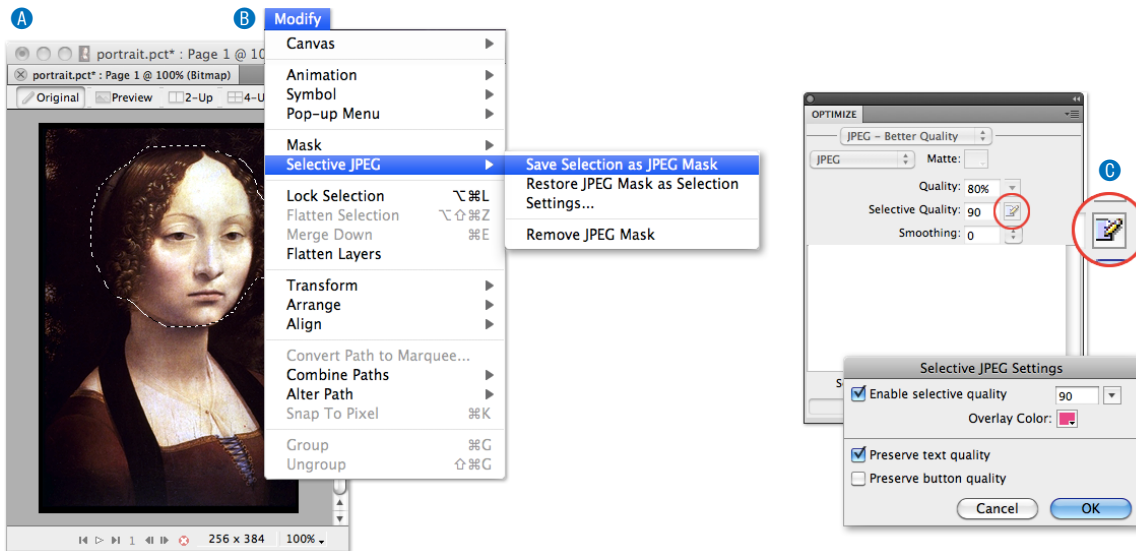 A
portrait.pct* : Page 1 @ 10
portrait.pct* : Page 1 @ 100% (Bitmap)
Original Preview 2-Up 4-U
1 256 x 384 100%
B
Modify
Canvas
Animation
Symbol
Pop-up Menu
Mask
Selective JPEG
Lock Selection ⌥⌘L
Flatten Selection ⌥⇧⌘Z
Merge Down ⌘E
Flatten Layers
Transform
Arrange
Align
Convert Path to Marquee...
Combine Paths
Alter Path
Snap To Pixel ⌘K
Group ⌘G
Ungroup ⇧⌘G
Save Selection as JPEG Mask
Restore JPEG Mask as Selection
Settings...
Remove JPEG Mask
C
OPTIMIZE
JPEG – Better Quality
JPEG Matte:
Quality: 80%
Selective Quality: 90
Smoothing: 0
S
Selective JPEG Settings
Enable selective quality 90
Overlay Color:
Preserve text quality
Preserve button quality
Cancel OK